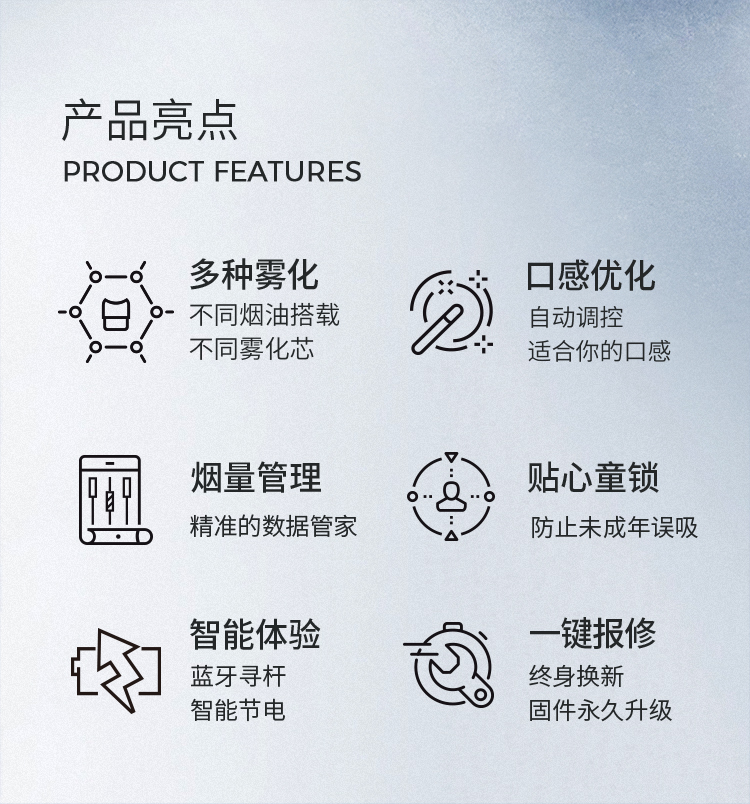 产品亮点
PRODUCT FEATURES
多种雾化
不同烟油搭载
不同雾化芯
口感优化
自动调控
适合你的口感
烟量管理
精准的数据管家
贴心童锁
防止未成年误吸
智能体验
蓝牙寻杆
智能节电
一键报修
终身换新
固件永久升级